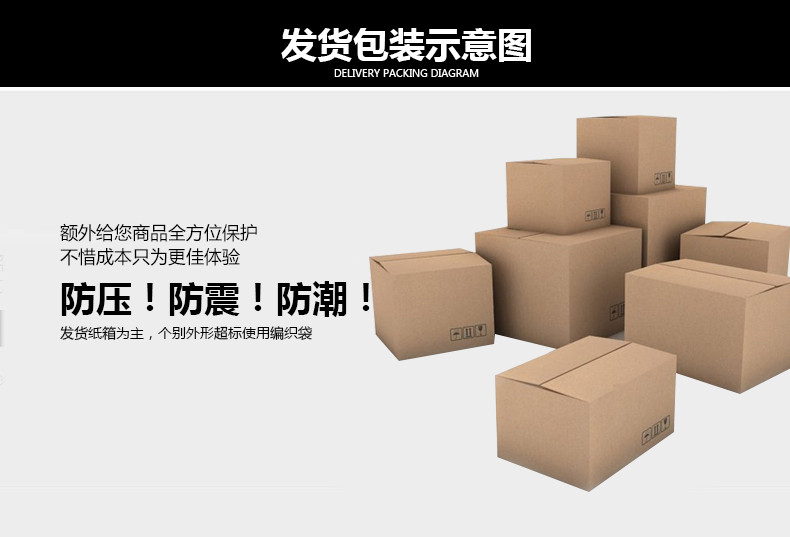 发货包装示意图
DELIVERY PACKING DIAGRAM
额外给您商品全方位保护
不惜成本只为更佳体验
防压！防震！防潮！
发货纸箱为主，个别外形超标使用编织袋